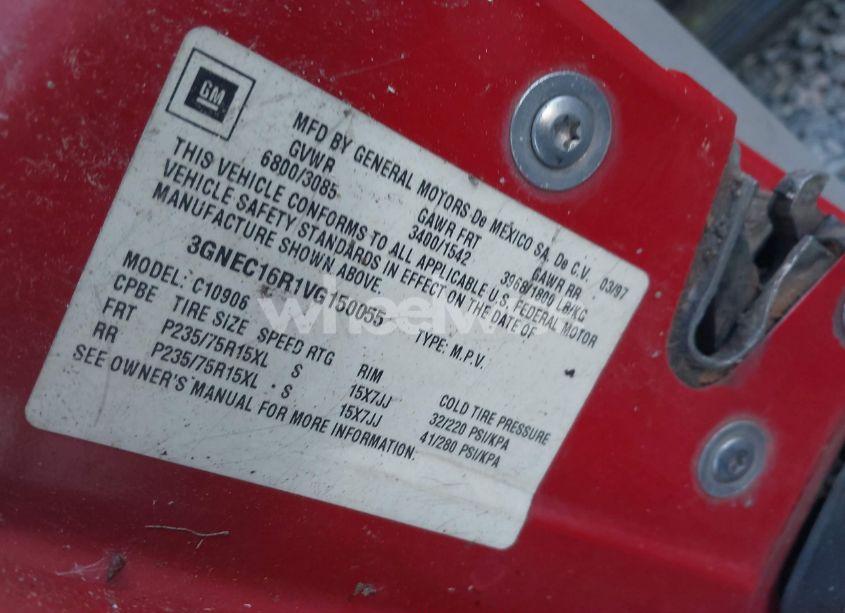 GM
MFD BY GENERAL MOTORS De MEXICO SA. De C.V. 03/97
GVWR GAWR FRT GAWR RR
6800/3085 3400/1542 3968/1800 LB/KG
THIS VEHICLE CONFORMS TO ALL APPLICABLE U.S. FEDERAL MOTOR
VEHICLE SAFETY STANDARDS IN EFFECT ON THE DATE OF
MANUFACTURE SHOWN ABOVE.
3GNEC16R1VG150055 TYPE: M.P.V.
MODEL: C10906
CPBE TIRE SIZE SPEED RTG RIM COLD TIRE PRESSURE
FRT P235/75R15XL S 15X7JJ 32/220 PSI/KPA
RR P235/75R15XL S 15X7JJ 41/280 PSI/KPA
SEE OWNER'S MANUAL FOR MORE INFORMATION.